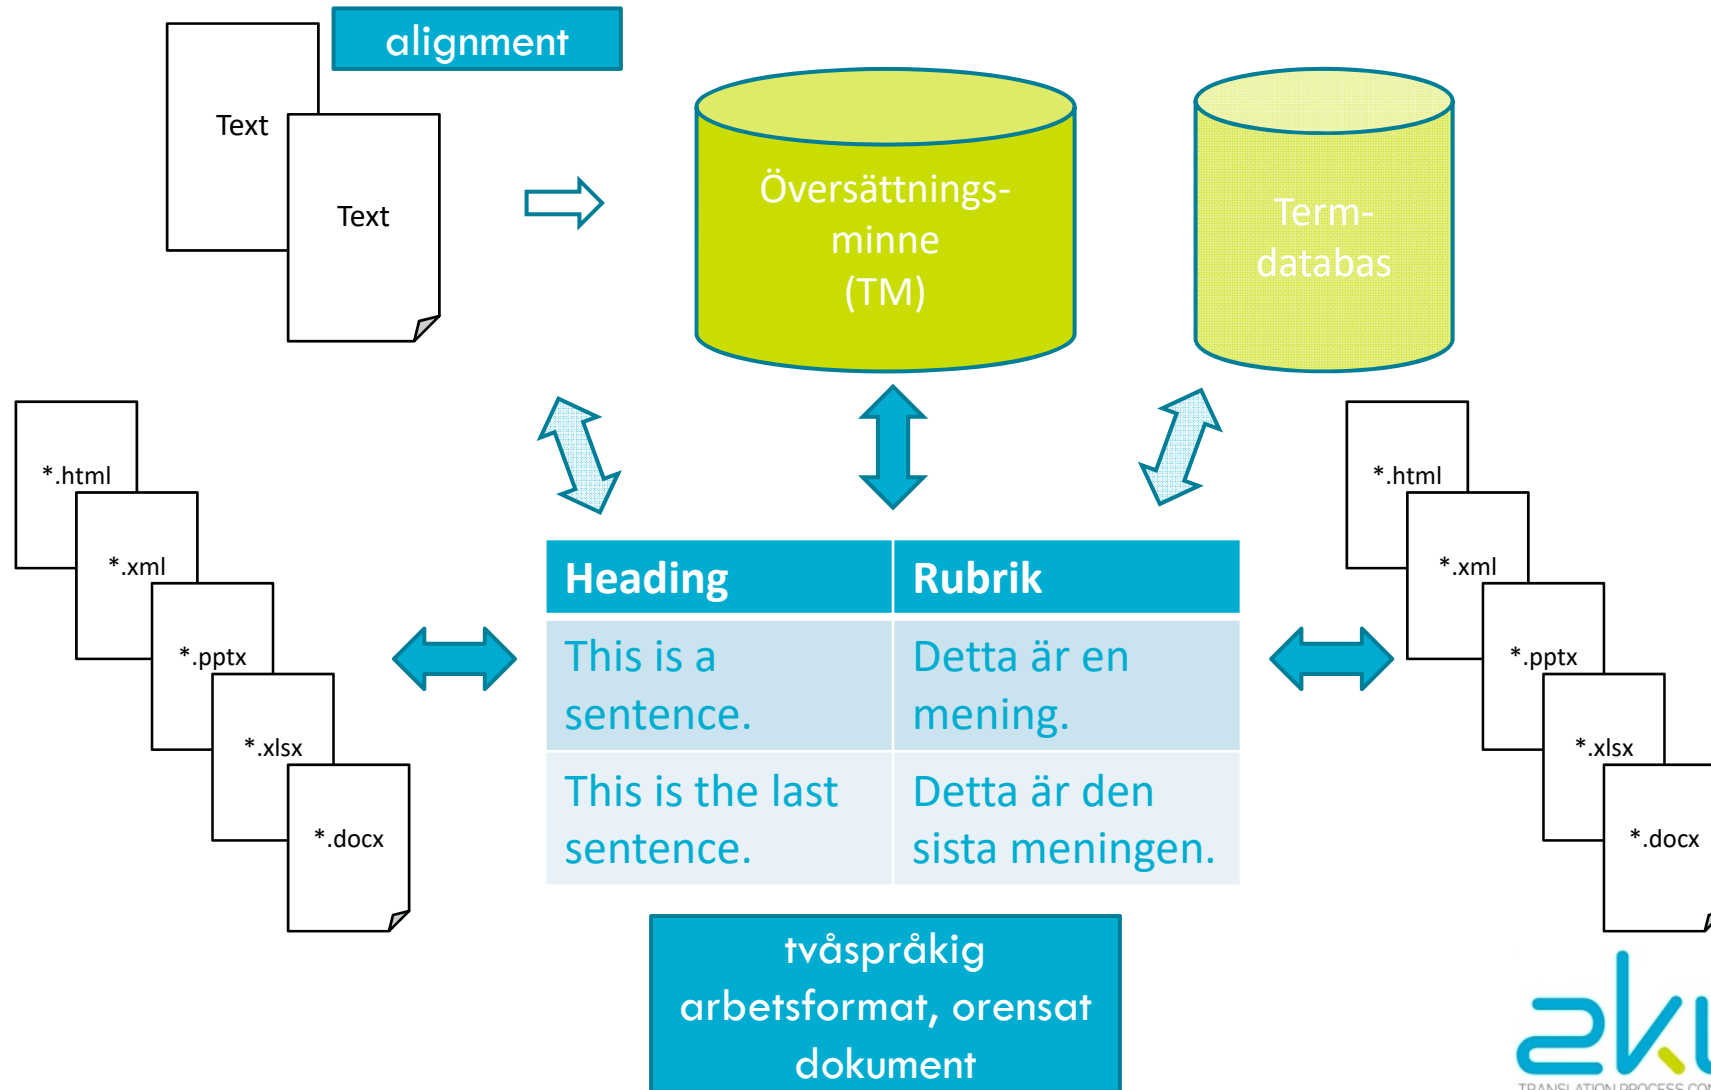 alignment
Text
Text
Översättnings-
minne
(TM)
Term-
databas
*.html
*.xml
*.pptx
*.xlsx
*.docx
Heading
Rubrik
This is a
sentence.
Detta är en
mening.
This is the last
sentence.
Detta är den
sista meningen.
*.html
*.xml
*.pptx
*.xlsx
*.docx
tvåspråkig
arbetsformat, orensat
dokument
TRANSLATION PROCESS